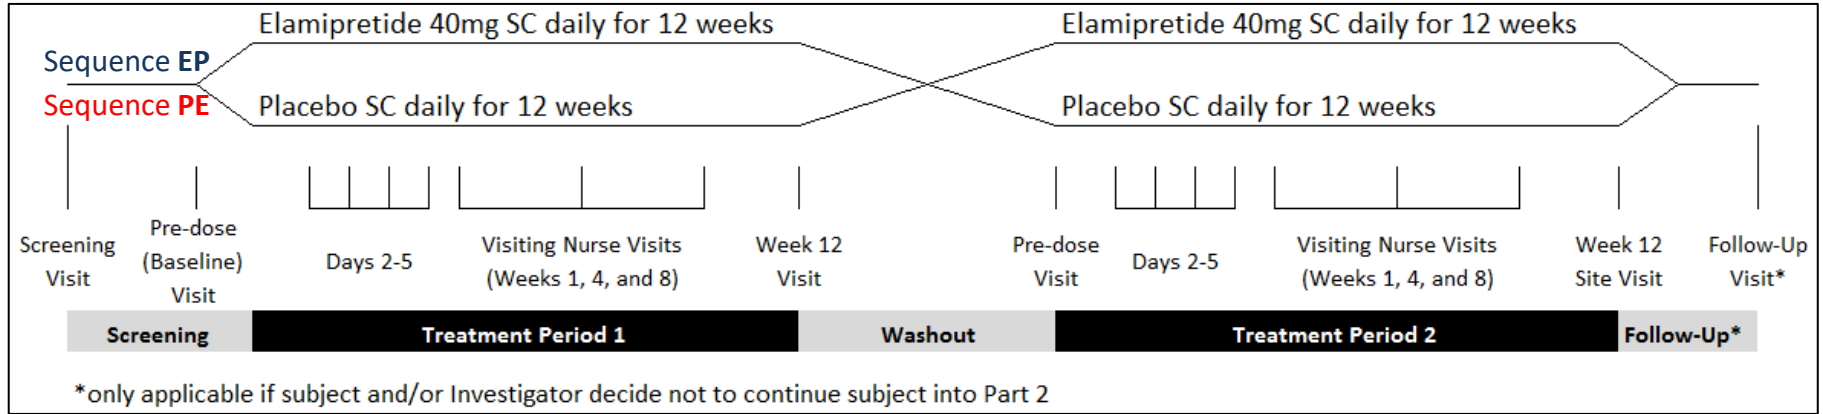 Elamipretide 40mg SC daily for 12 weeks
Elamipretide 40mg SC daily for 12 weeks
Sequence EP
Sequence PE
Placebo SC daily for 12 weeks
Placebo SC daily for 12 weeks
Screening
Visit
Pre-dose
(Baseline)
Visit
Days 2-5
Visiting Nurse Visits
(Weeks 1, 4, and 8)
Week 12
Visit
Pre-dose
Visit
Days 2-5
Visiting Nurse Visits
(Weeks 1, 4, and 8)
Week 12
Site Visit
Follow-Up
Visit*
Screening
Treatment Period 1
Washout
Treatment Period 2
Follow-Up*
*only applicable if subject and/or Investigator decide not to continue subject into Part 2